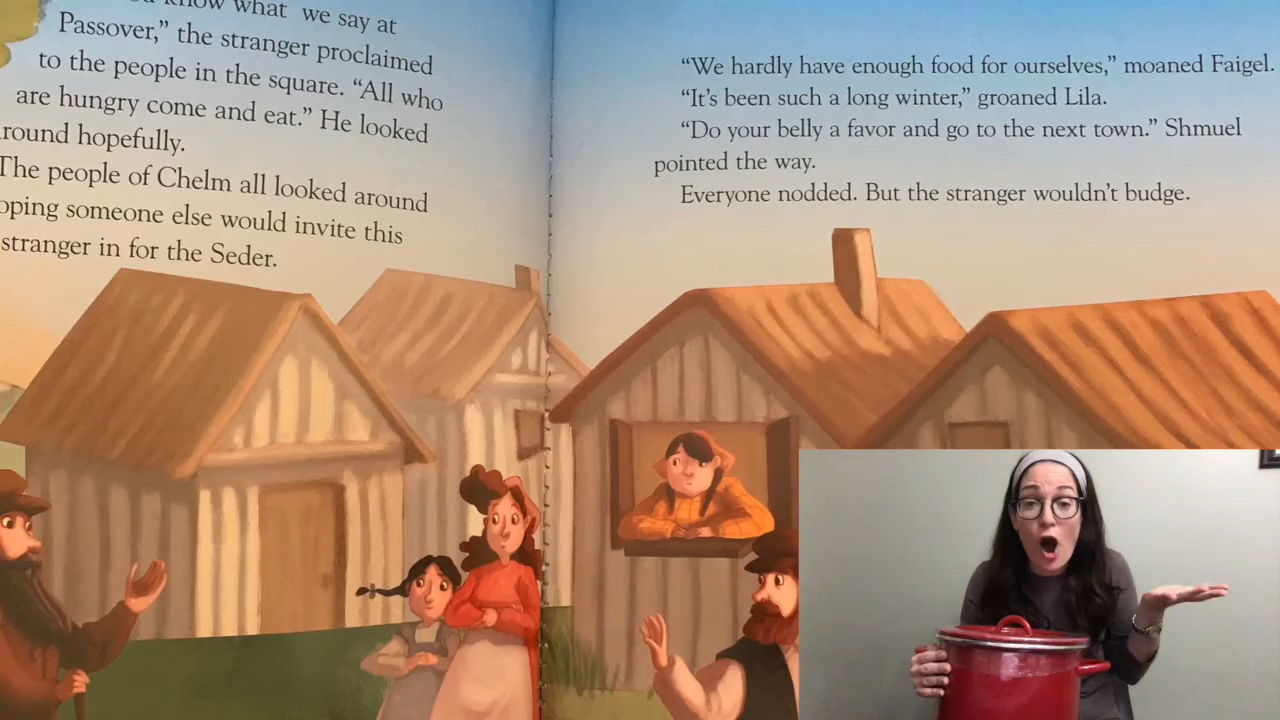 know what we say at
Passover,” the stranger proclaimed
to the people in the square. “All who
are hungry come and eat.” He looked
round hopefully.
The people of Chelm all looked around
oping someone else would invite this
stranger in for the Seder.
“We hardly have enough food for ourselves,” moaned Faigel.
“It’s been such a long winter,” groaned Lila.
“Do your belly a favor and go to the next town.” Shmuel
pointed the way.
Everyone nodded. But the stranger wouldn’t budge.